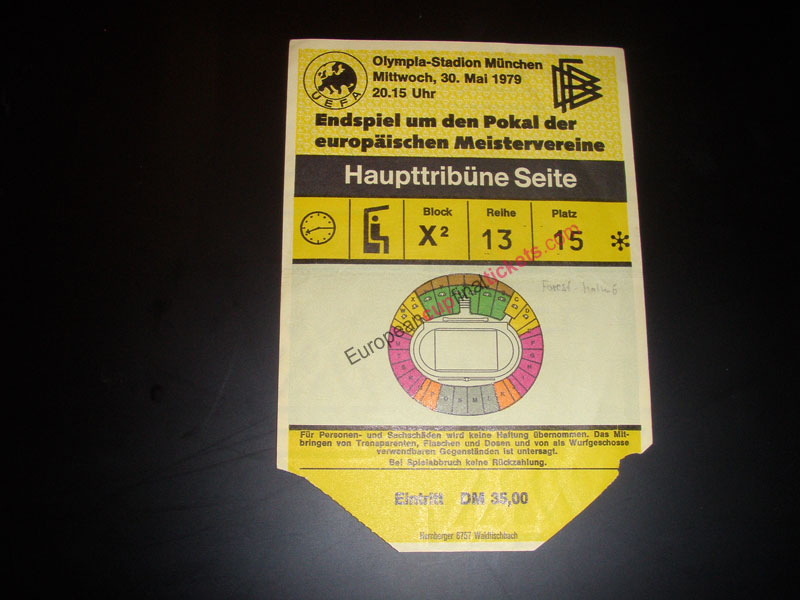 UEFA
Olympia-Stadion München
Mittwoch, 30. Mai 1979
20.15 Uhr
Endspiel um den Pokal der
europäischen Meistervereine
Haupttribüne Seite
Block Reihe Platz
X² 13 15
Forest - Malmö
Europeancupfinaltickets.com
Für Personen- und Sachschäden wird keine Haftung übernommen. Das Mit-
bringen von Transparenten, Flaschen und Dosen und von als Wurfgeschosse
verwendbaren Gegenständen ist untersagt.
Bei Spielabbruch keine Rückzahlung.
Eintritt DM 35,00
6757 Waldfischbach